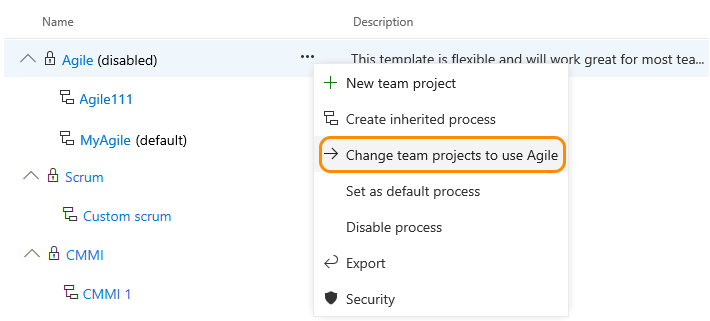 Name Description
Agile (disabled) ... This template is flexible and will work great for most tea...
New team project
Agile111
Create inherited process
MyAgile (default)
Change team projects to use Agile
Scrum
Set as default process
Custom scrum
Disable process
CMMI
Export
CMMI 1
Security